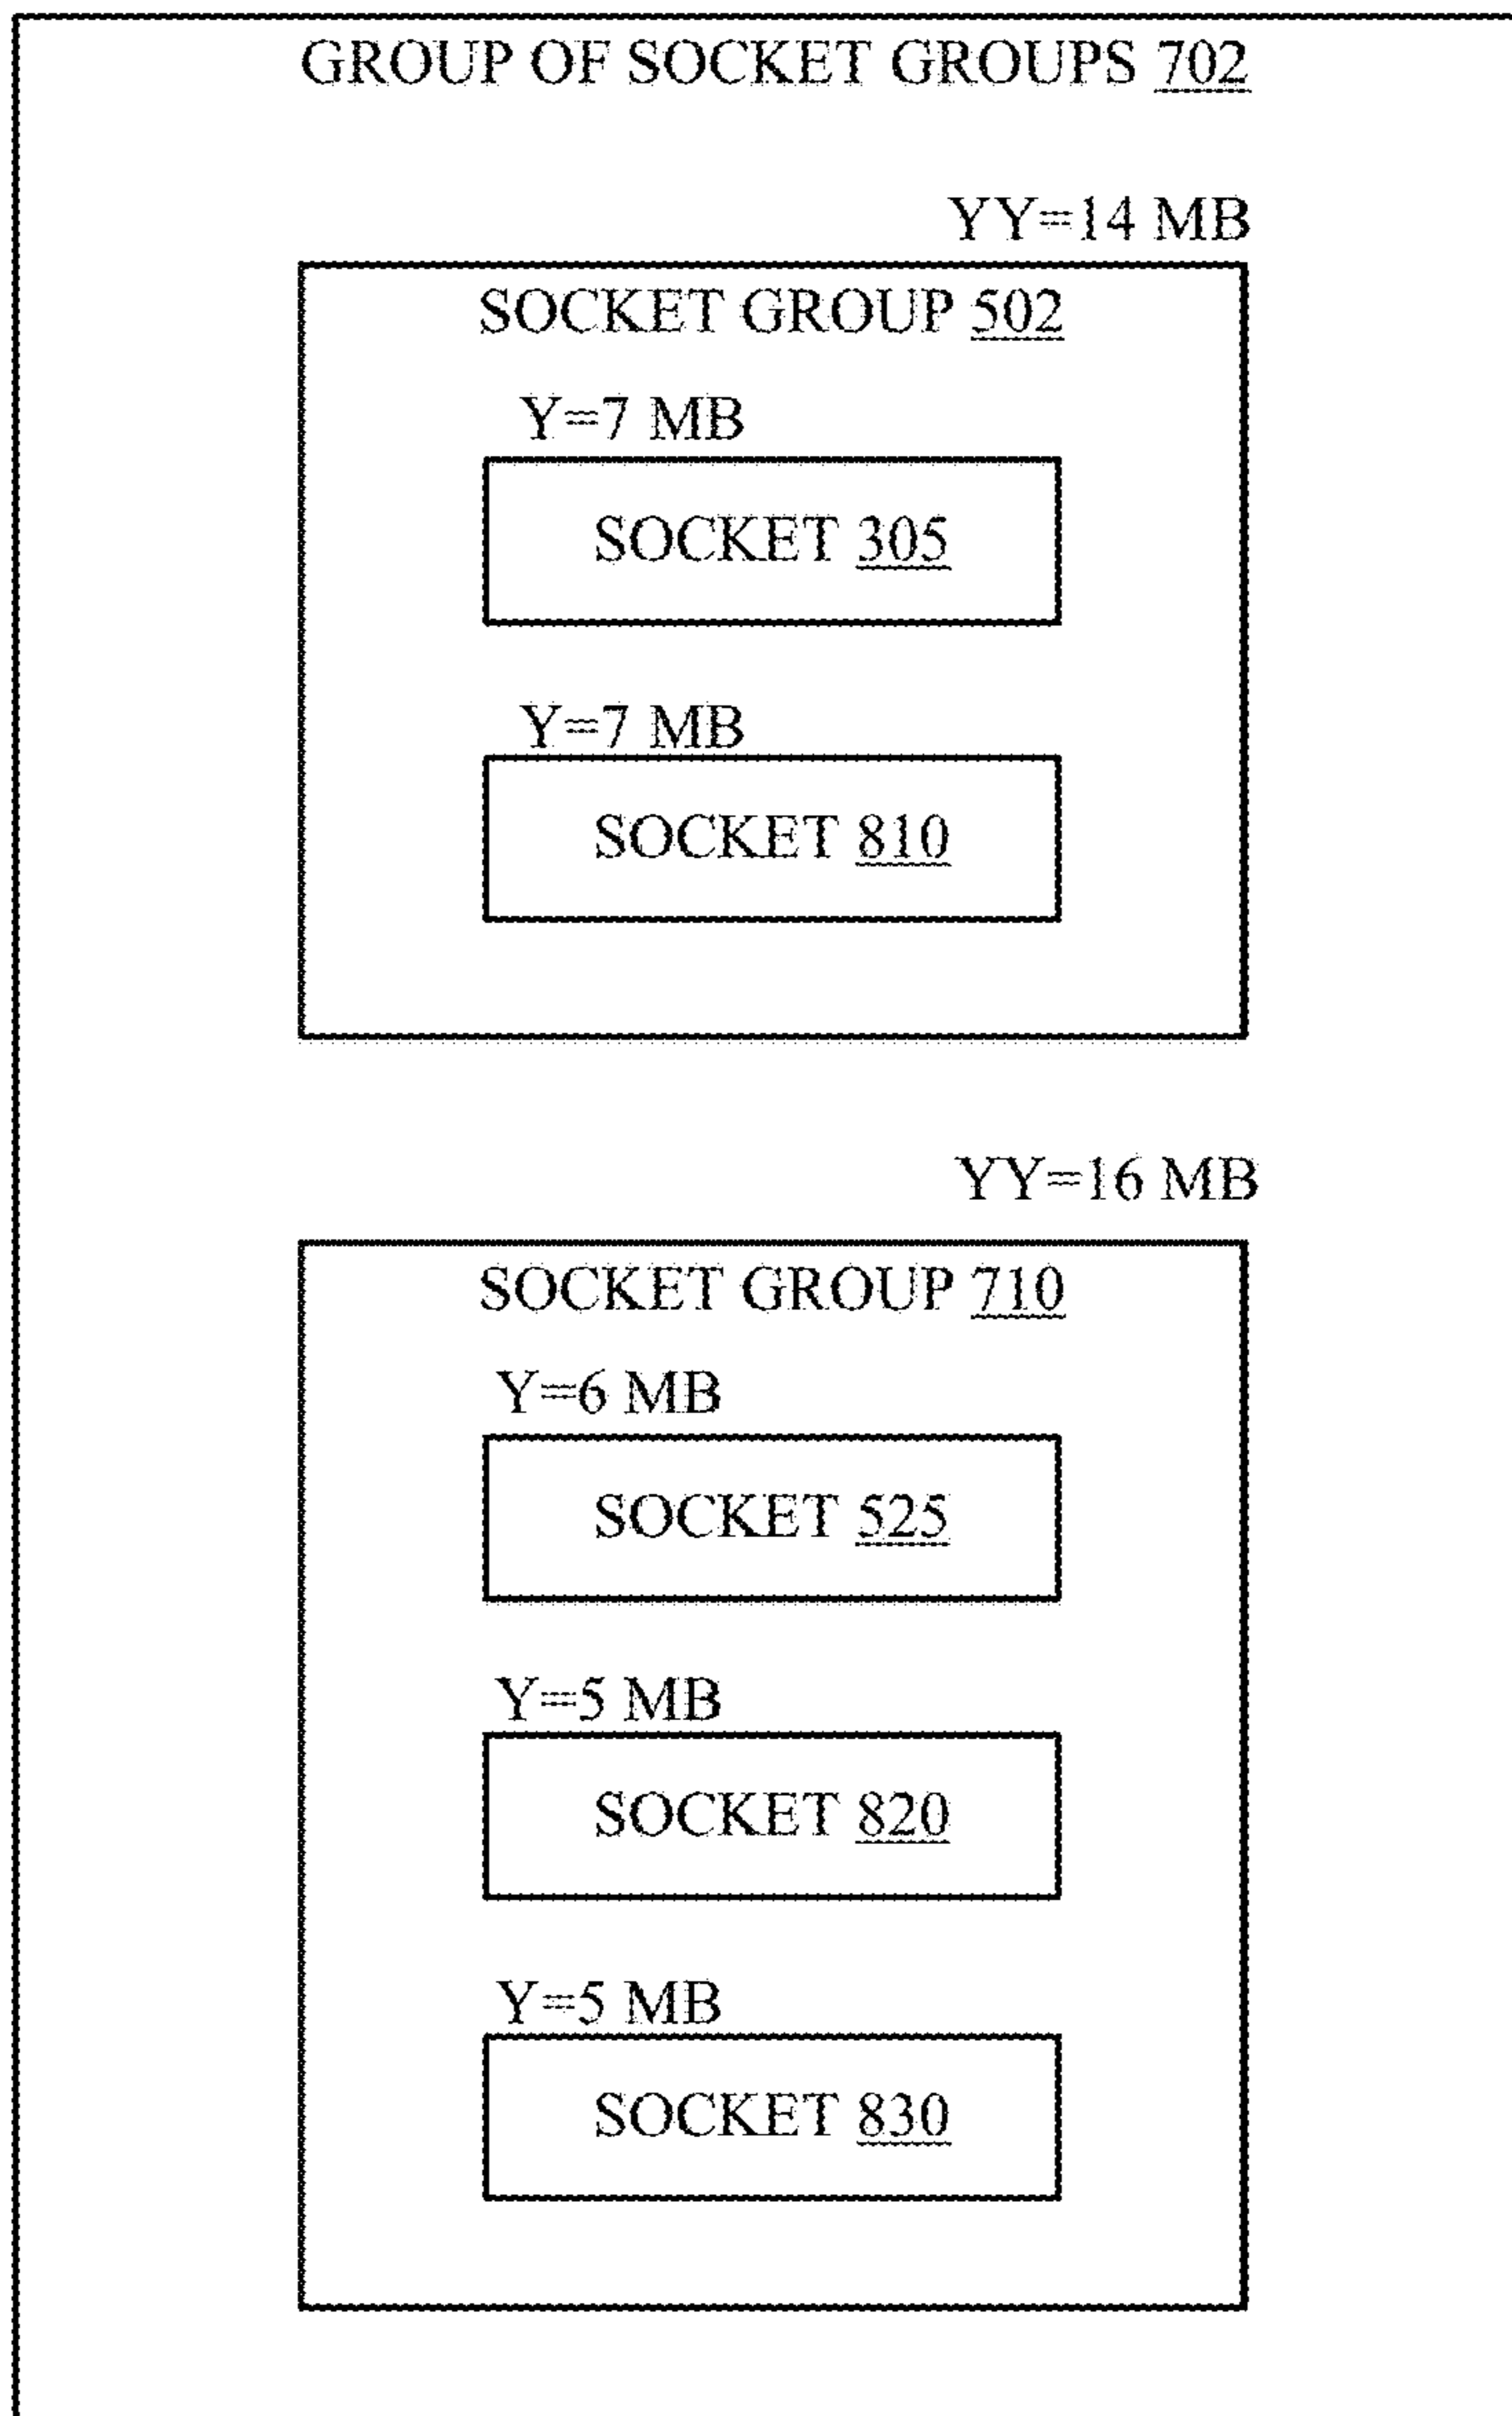 GROUP OF SOCKET GROUPS 702
YY=14 MB
SOCKET GROUP 502
Y=7 MB
SOCKET 305
Y=7 MB
SOCKET 810
YY=16 MB
SOCKET GROUP 710
Y=6 MB
SOCKET 525
Y=5 MB
SOCKET 820
Y=5 MB
SOCKET 830